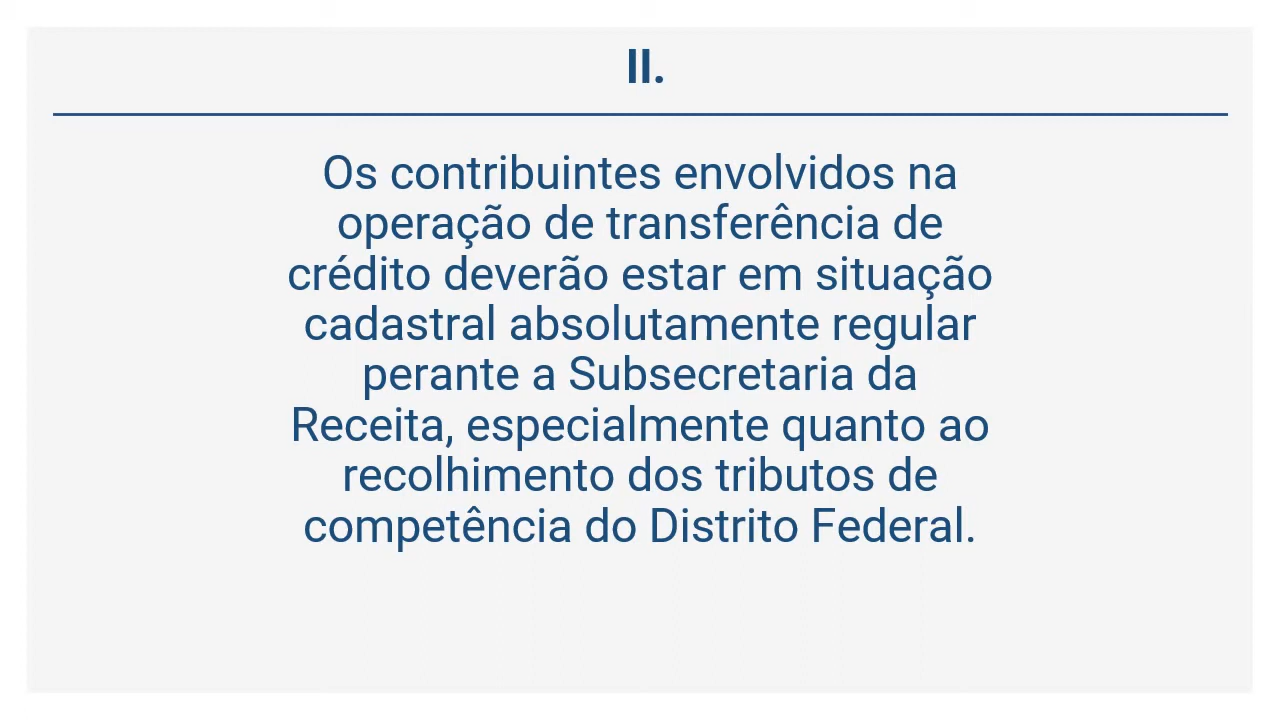 II.
Os contribuintes envolvidos na
operação de transferência de
crédito deverão estar em situação
cadastral absolutamente regular
perante a Subsecretaria da
Receita, especialmente quanto ao
recolhimento dos tributos de
competência do Distrito Federal.